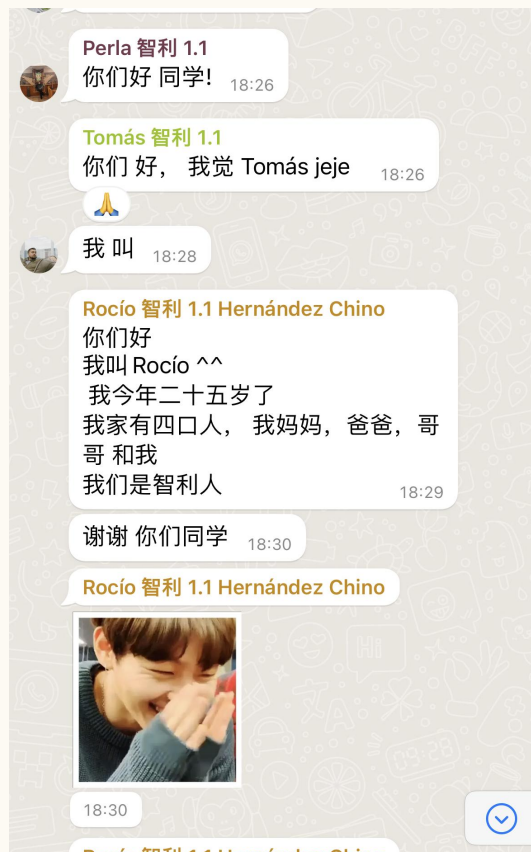 Perla 智利 1.1
你们好 同学!
18:26
Tomás 智利 1.1
你们 好， 我觉 Tomás jeje
18:26
我 叫
18:28
Rocío 智利 1.1 Hernández Chino
你们好
我叫 Rocío ^^
我今年二十五岁了
我家有四口人， 我妈妈，爸爸，哥
哥 和我
我们是智利人
18:29
谢谢 你们同学
18:30
Rocío 智利 1.1 Hernández Chino
18:30